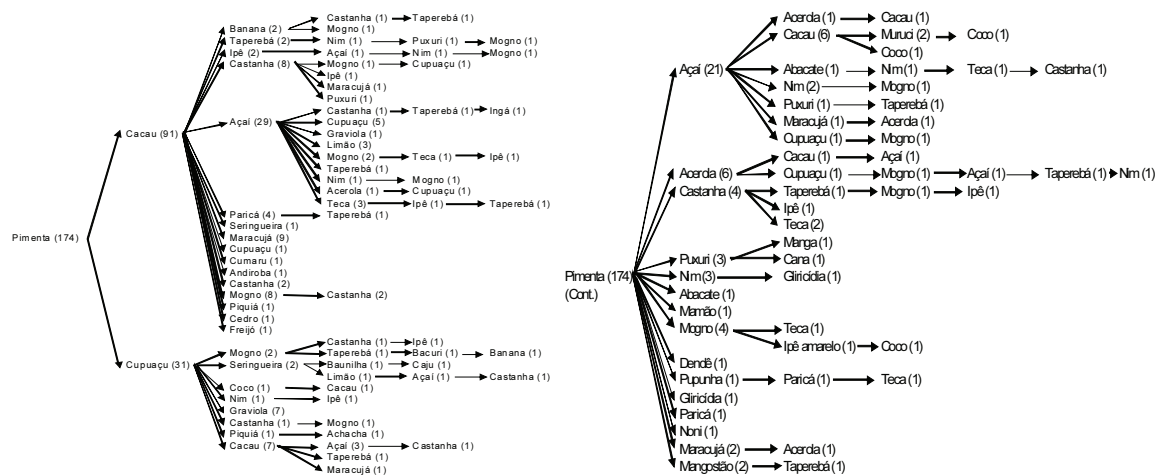 Castanha (1) Taperebá (1)
Banana (2) Mogno (1)
Taperebá (2) Nim (1) Puxuri (1) Mogno (1)
Ipê (2) Açaí (1) Nim (1) Mogno (1)
Castanha (8) Mogno (1) Cupuaçu (1)
Ipê (1)
Maracujá (1)
Puxuri (1)
Castanha (1) Taperebá (1) Ingá (1)
Cacau (91) Açaí (29) Cupuaçu (5)
Graviola (1)
Limão (3)
Mogno (2) Teca (1) Ipê (1)
Taperebá (1)
Nim (1) Mogno (1)
Acerola (1) Cupuaçu (1)
Teca (3) Ipê (1) Taperebá (1)
Paricá (4) Taperebá (1)
Seringueira (1)
Pimenta (174) Maracujá (9)
Cupuaçu (1)
Cumaru (1)
Andiroba (1)
Castanha (2)
Mogno (8) Castanha (2)
Piquiá (1)
Cedro (1)
Freijó (1)
Castanha (1) Ipê (1)
Cupuaçu (31) Mogno (2) Taperebá (1) Bacuri (1) Banana (1)
Seringueira (2) Baunilha (1) Caju (1)
Limão (1) Açaí (1) Castanha (1)
Coco (1) Cacau (1)
Nim (1) Ipê (1)
Graviola (7)
Castanha (1) Mogno (1)
Piquiá (1) Achacha (1)
Cacau (7) Açaí (3) Castanha (1)
Taperebá (1)
Maracujá (1)
Acerda (1) Cacau (1)
Cacau (6) Muruci (2) Coco (1)
Coco (1)
Açaí (21) Abacate (1) Nim (1) Teca (1) Castanha (1)
Nim (2) Mogno (1)
Puxuri (1) Taperebá (1)
Maracujá (1) Acerda (1)
Cupuaçu (1) Mogno (1)
Cacau (1) Açaí (1)
Acerda (6) Cupuaçu (1) Mogno (1) Açaí (1) Taperebá (1) Nim (1)
Castanha (4) Taperebá (1) Mogno (1) Ipê (1)
Ipê (1)
Teca (2)
Manga (1)
Puxuri (3) Cana (1)
Pimenta (174) Nim (3) Gliricídia (1)
(Cont.) Abacate (1)
Mamão (1)
Mogno (4) Teca (1)
Ipê amarelo (1) Coco (1)
Dendê (1)
Pupunha (1) Paricá (1) Teca (1)
Gliricídia (1)
Paricá (1)
Noni (1)
Maracujá (2) Acerda (1)
Mangostão (2) Taperebá (1)